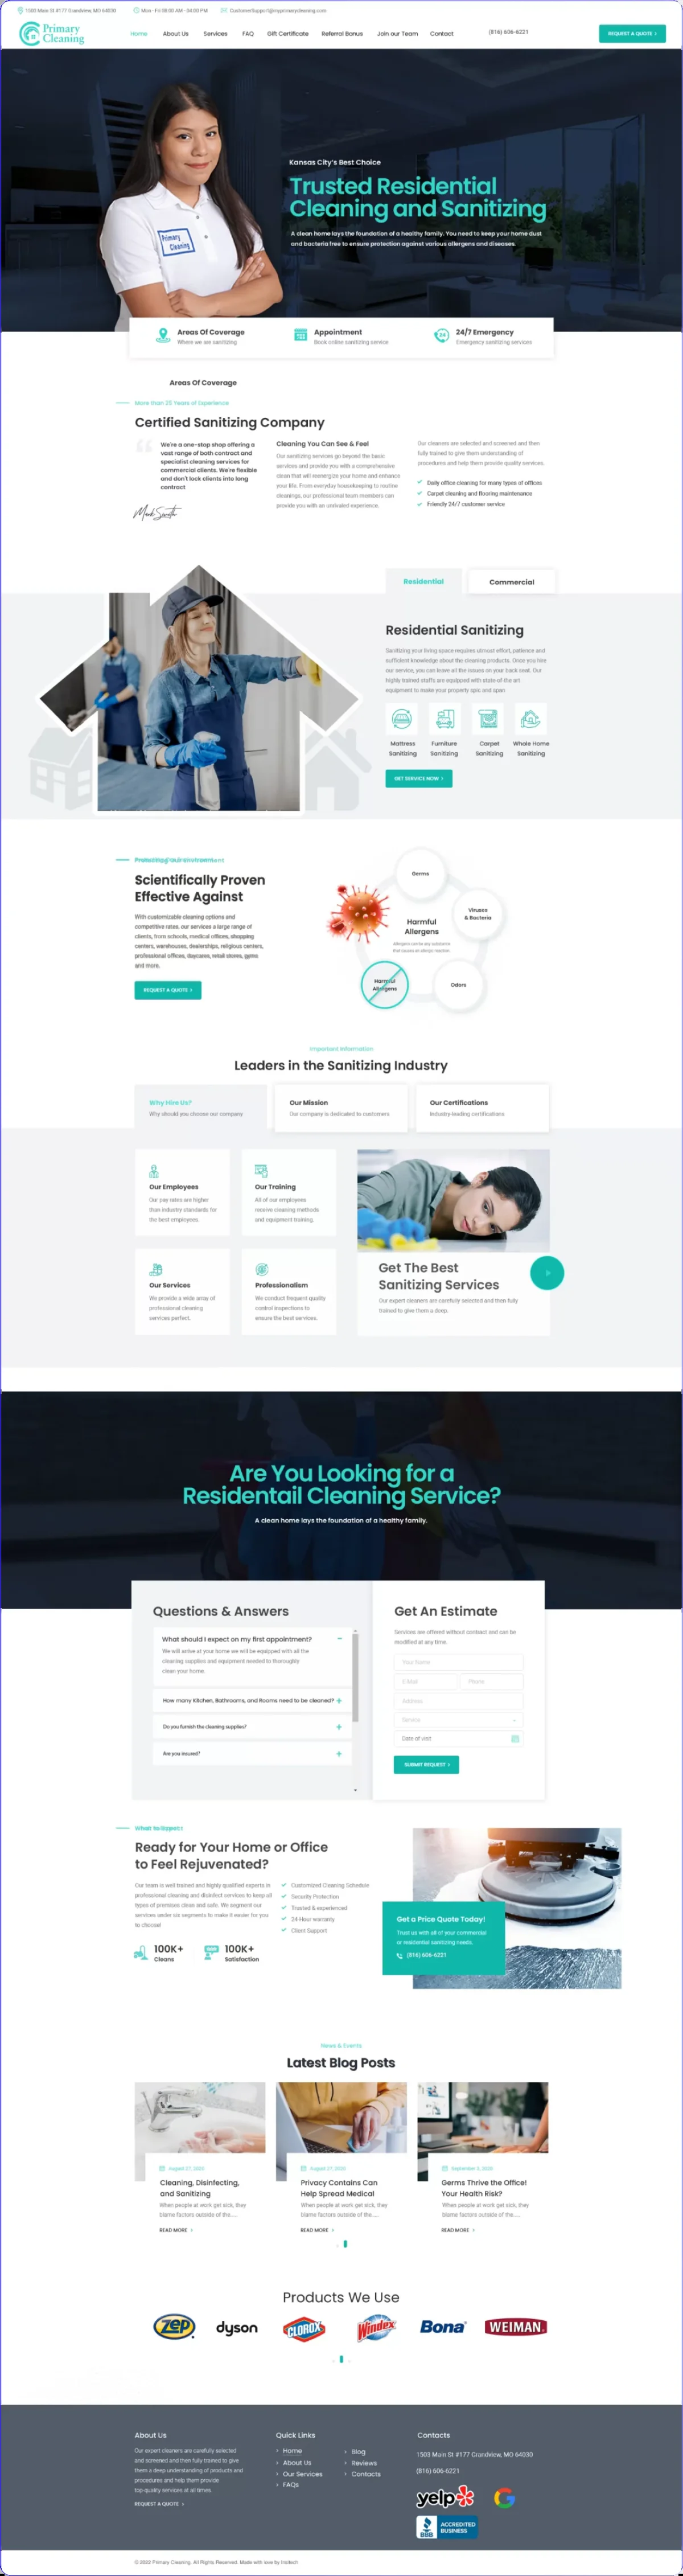 1503 Main St #177 Grandview, MO 64030
Mon - Fri 08:00 AM - 04:00 PM
CustomerSupport@myprimarycleaning.com
Primary
Cleaning
Home
About Us
Services
FAQ
Gift Certificate
Referral Bonus
Join our Team
Contact
(816) 606-6221
REQUEST A QUOTE
Kansas City's Best Choice
Trusted Residential
Cleaning and Sanitizing
A clean home lays the foundation of a healthy family. You need to keep your home dust
and bacteria free to ensure protection against various allergens and diseases.
Primary
Cleaning
Areas Of Coverage
Where we are sanitizing
Appointment
Book online sanitizing service
24/7 Emergency
Emergency sanitizing services
Areas Of Coverage
More than 25 Years of Experience
Certified Sanitizing Company
We're a one-stop shop offering a
vast range of both contract and
specialist cleaning services for
commercial clients. We're flexible
and don't lock clients into long
contract
Mark Smith
Cleaning You Can See & Feel
Our sanitizing services go beyond the basic
services and provide you with a comprehensive
clean that will reenergize your home and enhance
your life. From everyday housekeeping to routine
cleanings, our professional team members can
provide you with an unrivaled experience.
Our cleaners are selected and screened and then
fully trained to give them understanding of
procedures and help them provide quality services.
Daily office cleaning for many types of offices
Carpet cleaning and flooring maintenance
Friendly 24/7 customer service
Residential
Commercial
Residential Sanitizing
Sanitizing your living space requires utmost effort, patience and
sufficient knowledge about the cleaning products. Once you hire
our service, you can leave all the issues on your back seat. Our
highly trained staffs are equipped with state-of-the art
equipment to make your property spic and span.
Mattress
Sanitizing
Furniture
Sanitizing
Carpet
Sanitizing
Whole Home
Sanitizing
GET SERVICE NOW
Scientifically Proven
Effective Against
With customizable cleaning options and
competitive rates, our services a large range of
clients, from schools, medical offices, shopping
centers, warehouses, dealerships, religious centers,
professional offices, daycares, retail stores, gyms
and more.
REQUEST A QUOTE
Germs
Viruses
& Bacteria
Harmful
Allergens
Allergens can be any substance
that causes an allergic reaction
Harmful
Allergens
Odors
Important Information
Leaders in the Sanitizing Industry
Why Hire Us?
Why should you choose our company
Our Mission
Our company is dedicated to customers
Our Certifications
Industry-leading certifications
Our Employees
Our pay rates are higher
than industry standards for
the best employees.
Our Training
All of our employees
receive cleaning methods
and equipment training.
Our Services
We provide a wide array of
professional cleaning
services perfect.
Professionalism
We conduct frequent quality
control inspections to
ensure the best services.
Get The Best
Sanitizing Services
Our expert cleaners are carefully selected and then fully
trained to give them a deep.
Are You Looking for a
Residentail Cleaning Service?
A clean home lays the foundation of a healthy family.
Questions & Answers
What should I expect on my first appointment?
We will arrive at your home we will be equipped with all the
cleaning supplies and equipment needed to thoroughly
clean your home.
How many Kitchen, Bathrooms, and Rooms need to be cleaned?
Do you furnish the cleaning supplies?
Are you insured?
Get An Estimate
Services are offered without contract and can be
modified at any time.
Your Name
E-Mail
Phone
Address
Service
Date of visit
SUBMIT REQUEST
Ready for Your Home or Office
to Feel Rejuvenated?
Our team is well trained and highly qualified experts in
professional cleaning and disinfect services to keep all
types of premises clean and safe. We segment our
services under six segments to make it easier for you
to choose!
Customized Cleaning Schedule
Security Protection
Trusted & experienced
24 Hour warranty
Client Support
100K+
Cleans
100K+
Satisfaction
Get a Price Quote Today!
Trust us with all of your commercial
or residential sanitizing needs.
(816) 606-6221
News & Events
Latest Blog Posts
August 27, 2020
Cleaning, Disinfecting,
and Sanitizing
When people at work get sick, they
blame factors outside of the....
READ MORE
August 27, 2020
Privacy Contains Can
Help Spread Medical
When people at work get sick, they
blame factors outside of the....
READ MORE
September 3, 2020
Germs Thrive the Office!
Your Health Risk?
When people at work get sick, they
blame factors outside of the....
READ MORE
Products We Use
ZEP
dyson
CLOROX
Windex
Bona
WEIMAN
About Us
Our expert cleaners are carefully selected
and screened and then fully trained to give
them a deep understanding of products and
procedures and help them provide
top-quality services at all times.
REQUEST A QUOTE
Quick Links
Home
About Us
Our Services
FAQs
Blog
Reviews
Contacts
Contacts
1503 Main St #177 Grandview, MO 64030
(816) 606-6221
yelp
G
BBB
ACCREDITED
BUSINESS